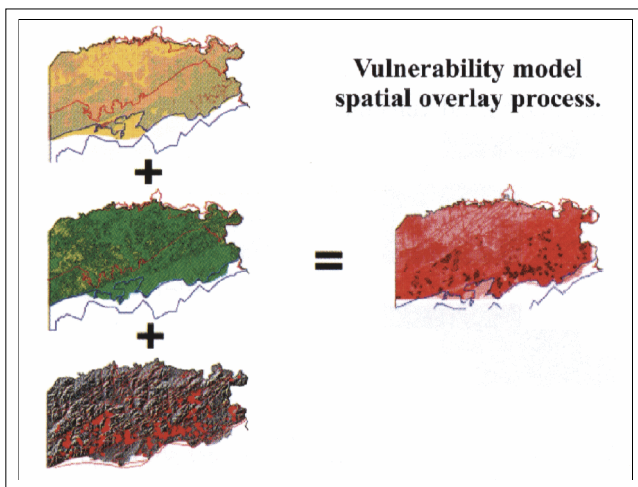 Vulnerability model
spatial overlay process.
+
=
+